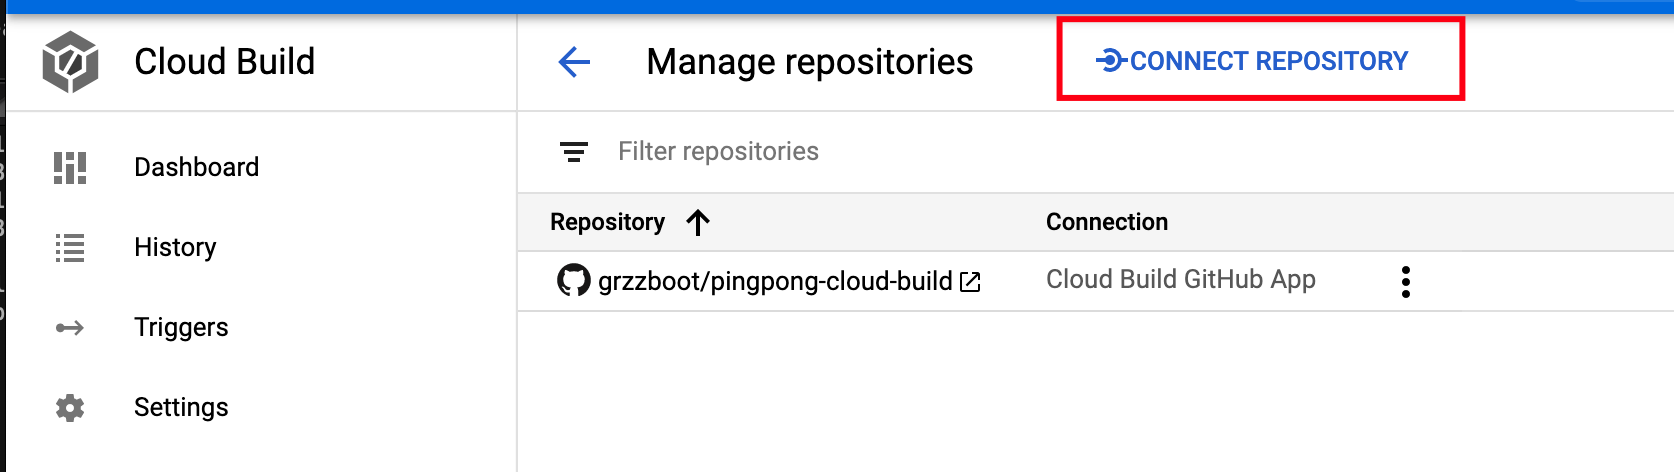 Cloud Build
Manage repositories
CONNECT REPOSITORY
Dashboard
History
Triggers
Settings
Filter repositories
Repository
Connection
grzzboot/pingpong-cloud-build
Cloud Build GitHub App